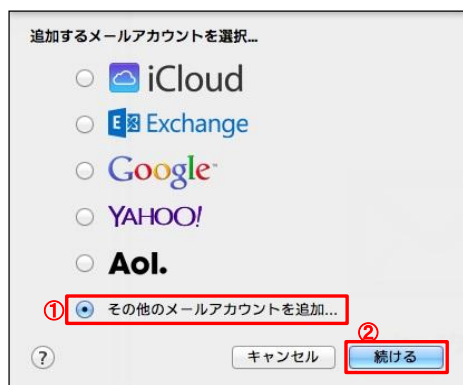 追加するメールアカウントを選択...
iCloud
E Exchange
Google™
YAHOO!
Aol.
① その他のメールアカウントを追加...
②
? キャンセル 続ける